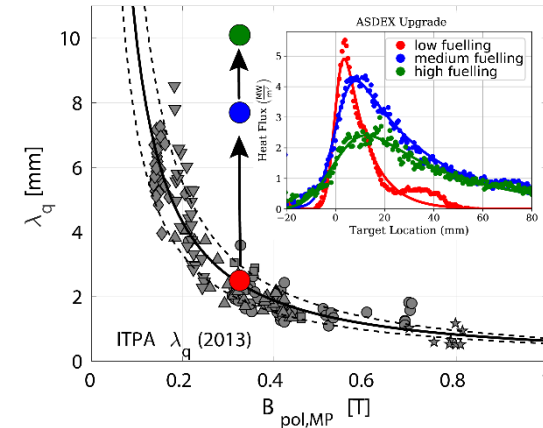 ASDEX Upgrade
low fuelling
medium fuelling
high fuelling
Heat Flux (MW/m²)
5
4
3
2
1
0
-20 0 20 40 60 80
Target Location (mm)
10
8
6
4
2
0
λq [mm]
ITPA λq (2013)
0 0.2 0.4 0.6 0.8
B pol,MP [T]